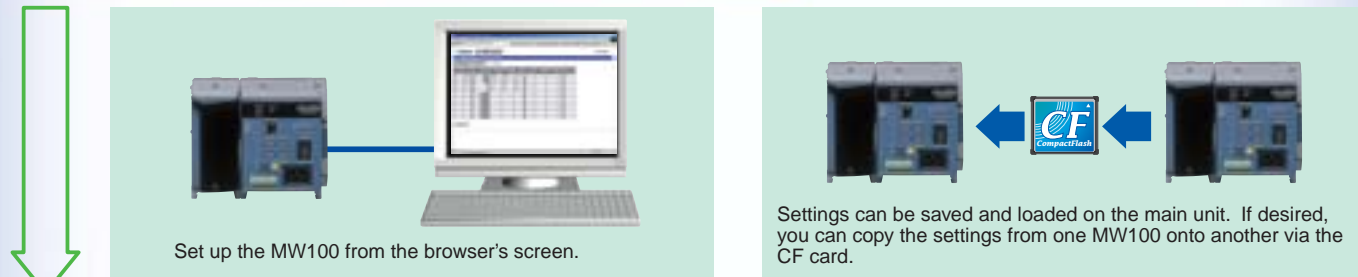 Set up the MW100 from the browser's screen.
CF
CompactFlash
Settings can be saved and loaded on the main unit.  If desired,
you can copy the settings from one MW100 onto another via the
CF card.